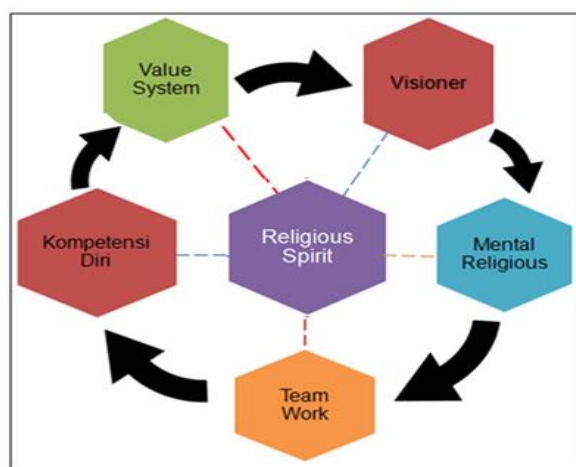 Value
System
Visioner
Kompetensi
Diri
Religious
Spirit
Mental
Religious
Team
Work